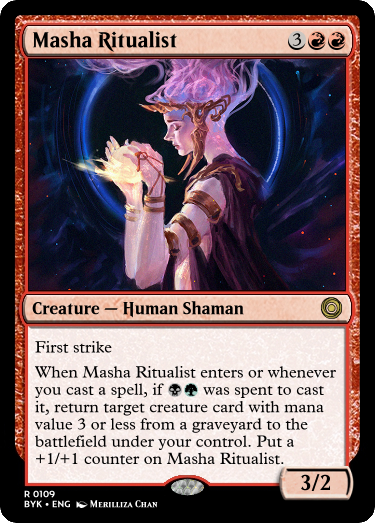 Masha Ritualist 3
Creature — Human Shaman
First strike
When Masha Ritualist enters or whenever
you cast a spell, if was spent to cast
it, return target creature card with mana
value 3 or less from a graveyard to the
battlefield under your control. Put a
+1/+1 counter on Masha Ritualist.
3/2
R 0109
BYK • ENG Merilliza Chan